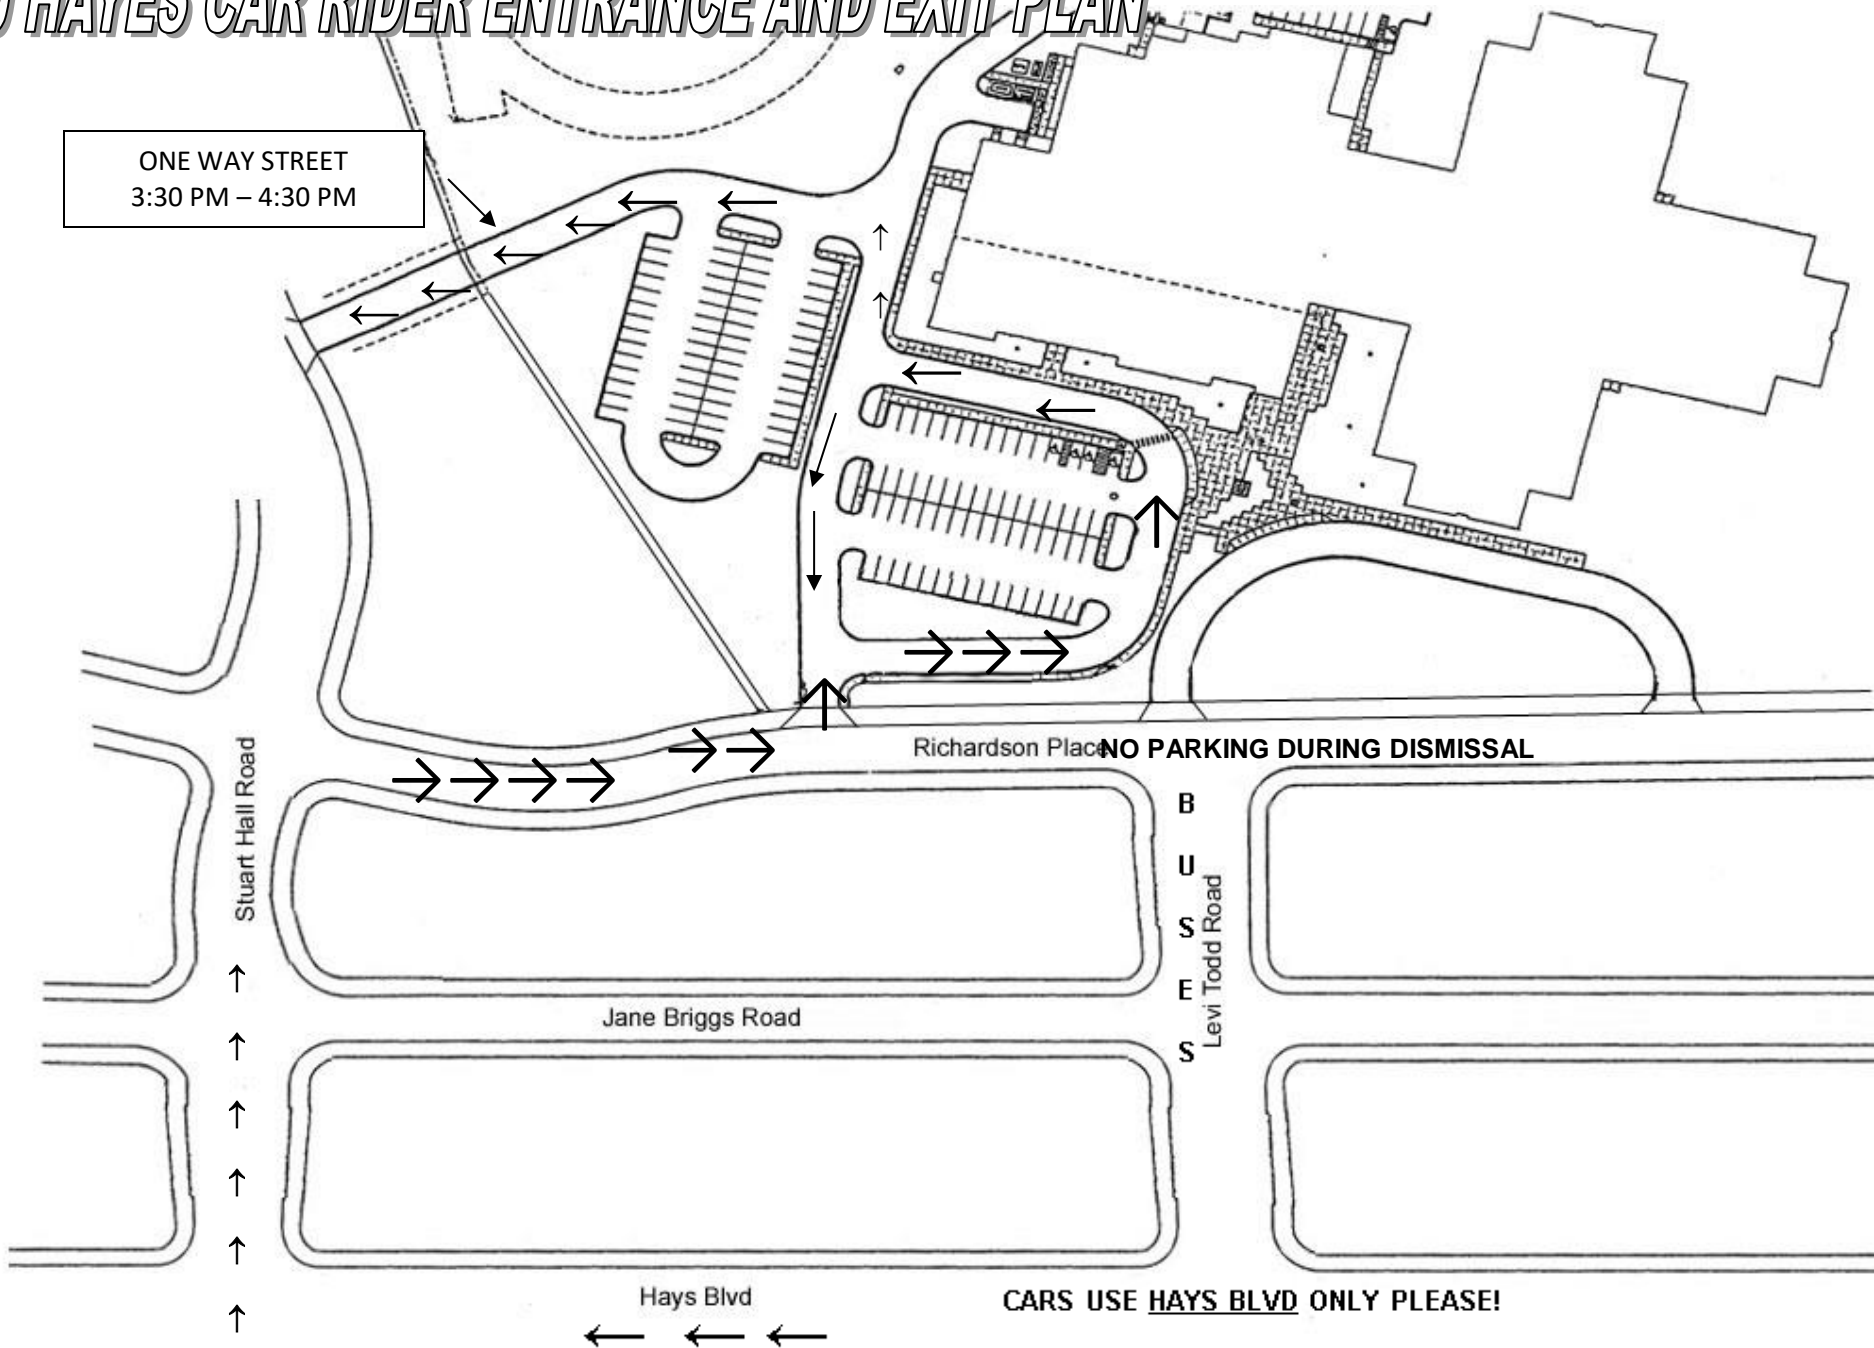 HAYES CAR RIDER ENTRANCE AND EXIT PLAN
ONE WAY STREET
3:30 PM – 4:30 PM
Richardson Place
NO PARKING DURING DISMISSAL
Stuart Hall Road
BUSES
Levi Todd Road
Jane Briggs Road
Hays Blvd
CARS USE HAYS BLVD ONLY PLEASE!